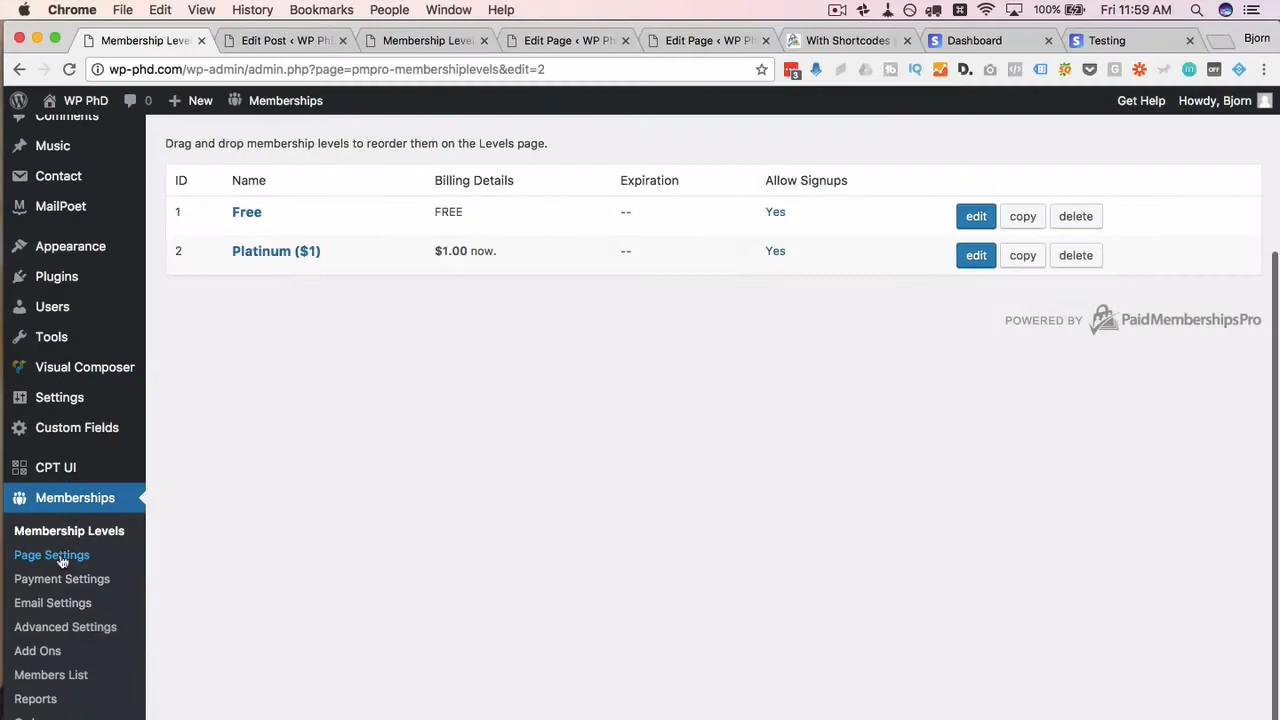 Chrome File Edit View History Bookmarks People Window Help 100% Fri 11:59 AM
Membership Leve Edit Post ‹ WP PhD Membership Leve Edit Page ‹ WP Ph Edit Page ‹ WP Ph With Shortcodes Dashboard Testing Bjorn
wp-phd.com/wp-admin/admin.php?page=pmpro-membershiplevels&edit=2
WP PhD 0 New Memberships Get Help Howdy, Bjorn
Comments
Music
Contact
MailPoet
Appearance
Plugins
Users
Tools
Visual Composer
Settings
Custom Fields
CPT UI
Memberships
Membership Levels
Page Settings
Payment Settings
Email Settings
Advanced Settings
Add Ons
Members List
Reports
Drag and drop membership levels to reorder them on the Levels page.
ID Name Billing Details Expiration Allow Signups
1 Free FREE -- Yes edit copy delete
2 Platinum ($1) $1.00 now. -- Yes edit copy delete
POWERED BY PaidMembershipsPro